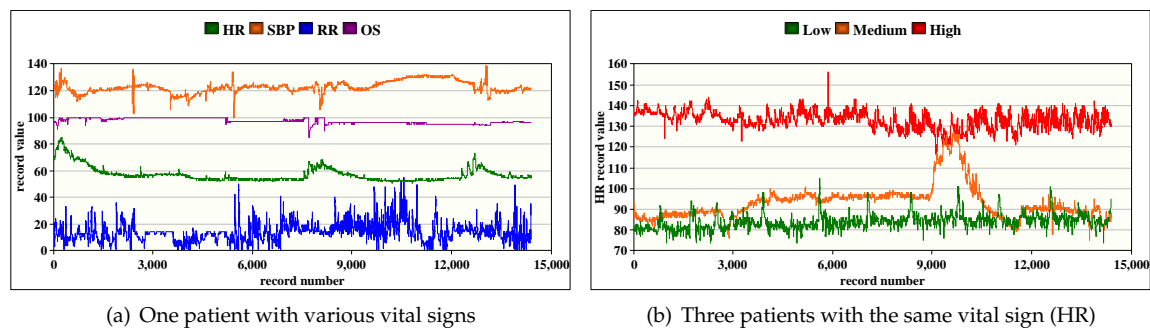 HR SBP RR OS
record value
140
120
100
80
60
40
20
0
0 3,000 6,000 9,000 12,000 15,000
record number
(a) One patient with various vital signs
Low Medium High
HR record value
160
150
140
130
120
110
100
90
80
70
0 3,000 6,000 9,000 12,000 15,000
record number
(b) Three patients with the same vital sign (HR)